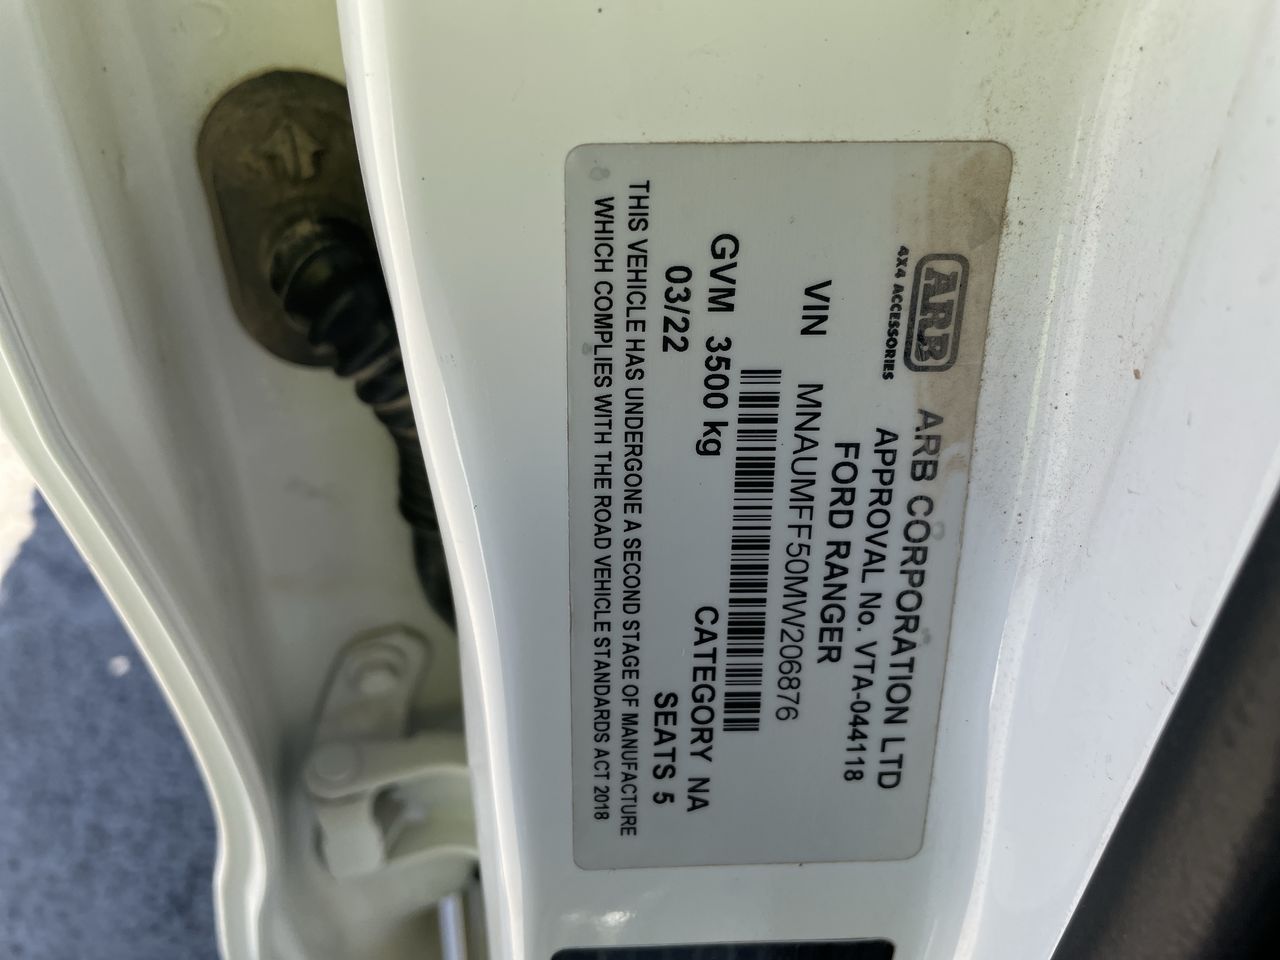 ARB
4X4 ACCESSORIES
ARB CORPORATION LTD
APPROVAL No. VTA-044118
FORD RANGER
VIN MNAUMFF50MW206876
GVM 3500 kg CATEGORY NA
03/22 SEATS 5
THIS VEHICLE HAS UNDERGONE A SECOND STAGE OF MANUFACTURE
WHICH COMPLIES WITH THE ROAD VEHICLE STANDARDS ACT 2018